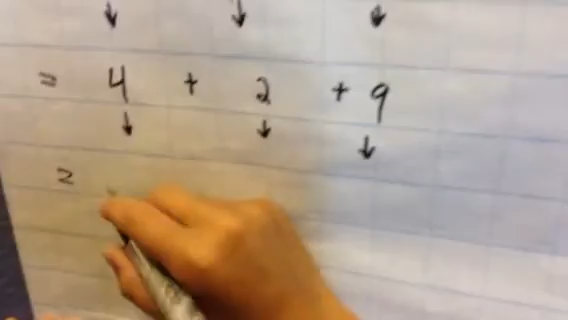 ↓ ↓ ↓
= 4 + 2 + 9
↓ ↓ ↓
=